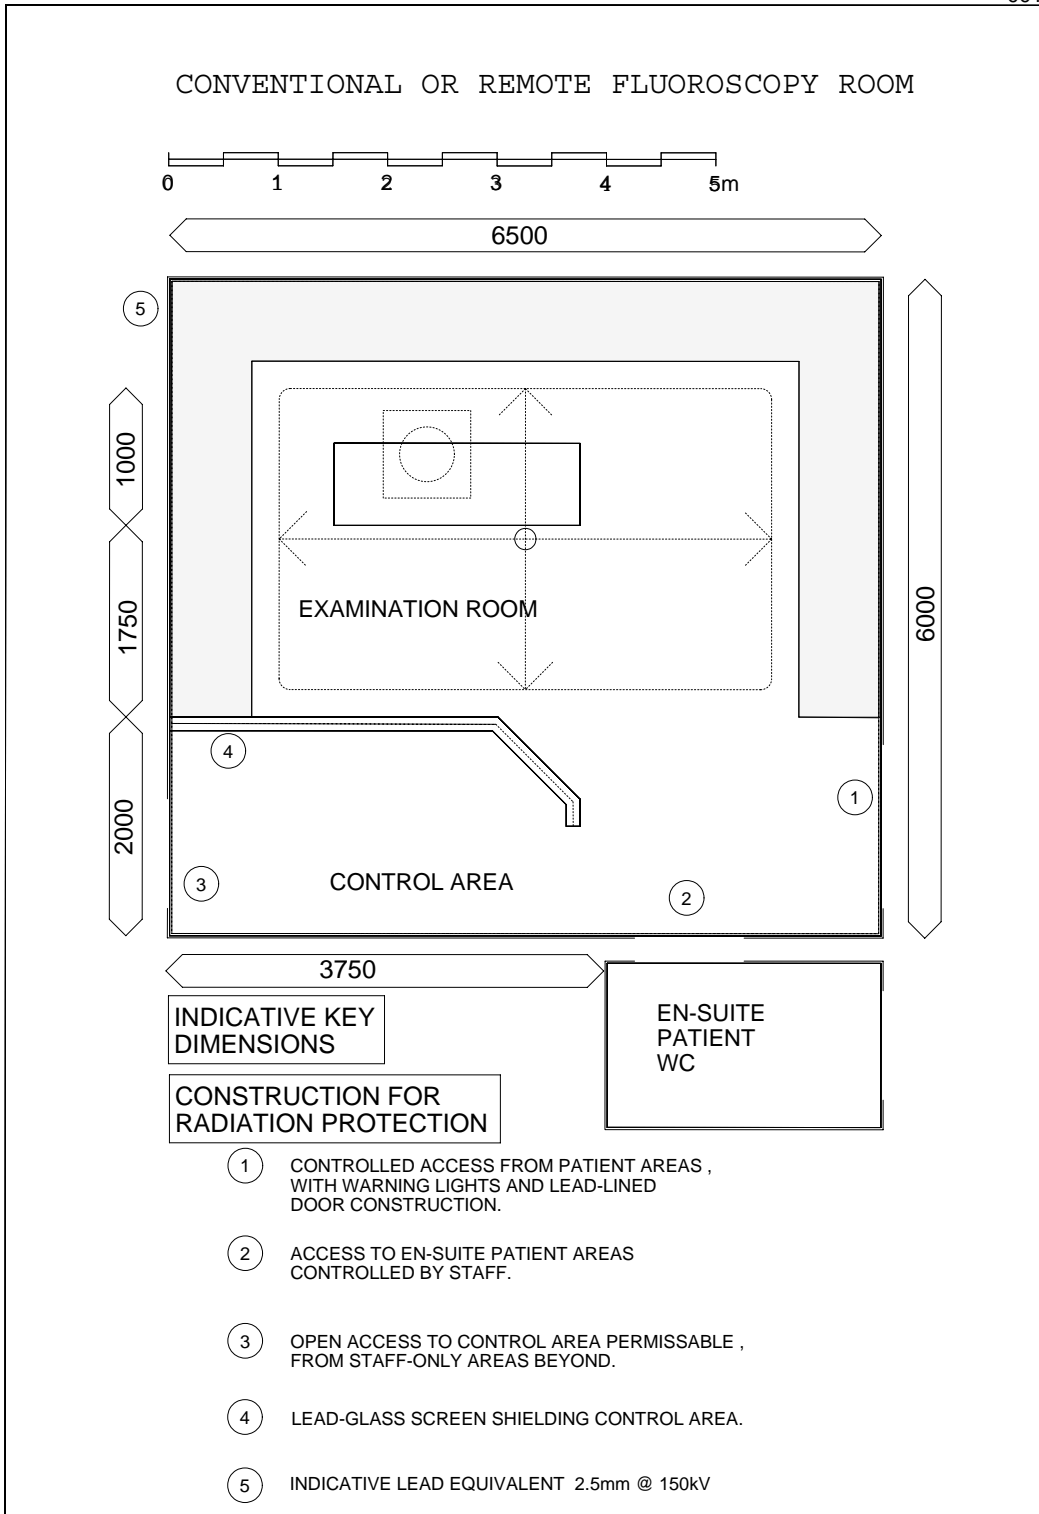 CONVENTIONAL OR REMOTE FLUOROSCOPY ROOM
0 1 2 3 4 5m
6500
5
1000
1750
6000
EXAMINATION ROOM
4
1
2000
3
CONTROL AREA
2
3750
INDICATIVE KEY
DIMENSIONS
EN-SUITE
PATIENT
WC
CONSTRUCTION FOR
RADIATION PROTECTION
1 CONTROLLED ACCESS FROM PATIENT AREAS ,
WITH WARNING LIGHTS AND LEAD-LINED
DOOR CONSTRUCTION.
2 ACCESS TO EN-SUITE PATIENT AREAS
CONTROLLED BY STAFF.
3 OPEN ACCESS TO CONTROL AREA PERMISSABLE ,
FROM STAFF-ONLY AREAS BEYOND.
4 LEAD-GLASS SCREEN SHIELDING CONTROL AREA.
5 INDICATIVE LEAD EQUIVALENT 2.5mm @ 150kV